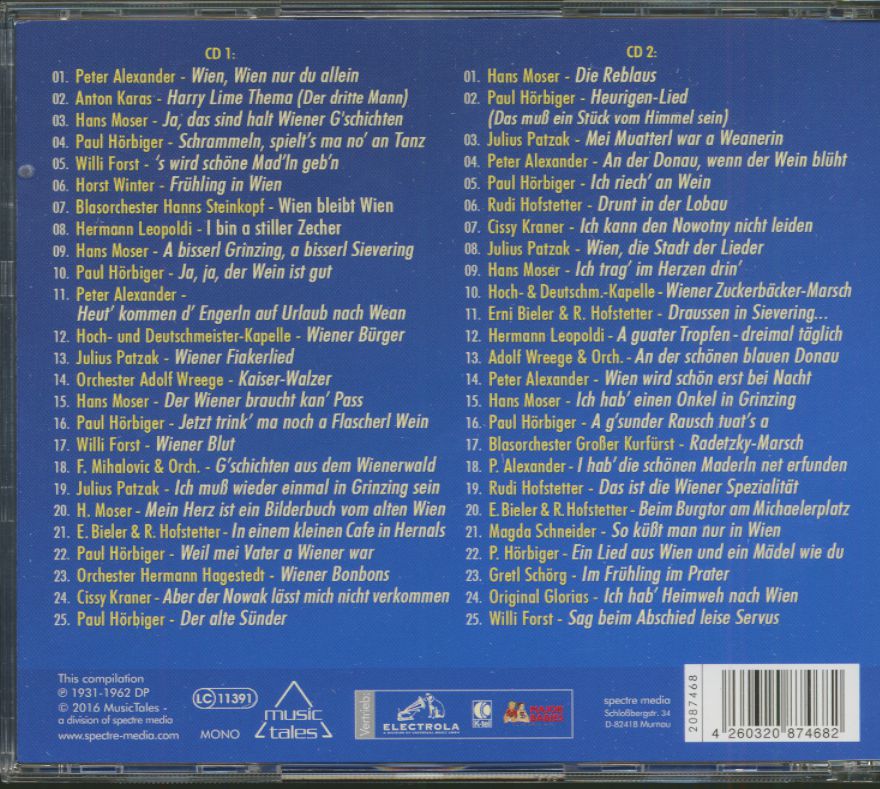 CD 1:
01. Peter Alexander - Wien, Wien nur du allein
02. Anton Karas - Harry Lime Thema (Der dritte Mann)
03. Hans Moser - Ja, das sind halt Wiener G'schichten
04. Paul Hörbiger - Schrammeln, spielt's ma no' an Tanz
05. Willi Forst - 's wird schöne Mad'ln geb'n
06. Horst Winter - Frühling in Wien
07. Blasorchester Hanns Steinkopf - Wien bleibt Wien
08. Hermann Leopoldi - I bin a stiller Zecher
09. Hans Moser - A bisserl Grinzing, a bisserl Sievering
10. Paul Hörbiger - Ja, ja, der Wein ist gut
11. Peter Alexander -
Heut' kommen d' Engerln auf Urlaub nach Wean
12. Hoch- und Deutschmeister-Kapelle - Wiener Bürger
13. Julius Patzak - Wiener Fiakerlied
14. Orchester Adolf Wreege - Kaiser-Walzer
15. Hans Moser - Der Wiener braucht kan' Pass
16. Paul Hörbiger - Jetzt trink' ma noch a Flascherl Wein
17. Willi Forst - Wiener Blut
18. F. Mihalovic & Orch. - G'schichten aus dem Wienerwald
19. Julius Patzak - Ich muß wieder einmal in Grinzing sein
20. H. Moser - Mein Herz ist ein Bilderbuch vom alten Wien
21. E. Bieler & R. Hofstetter - In einem kleinen Cafe in Hernals
22. Paul Hörbiger - Weil mei Vater a Wiener war
23. Orchester Hermann Hagestedt - Wiener Bonbons
24. Cissy Kraner - Aber der Nowak lässt mich nicht verkommen
25. Paul Hörbiger - Der alte Sünder
CD 2:
01. Hans Moser - Die Reblaus
02. Paul Hörbiger - Heurigen-Lied
(Das muß ein Stück vom Himmel sein)
03. Julius Patzak - Mei Muatterl war a Weanerin
04. Peter Alexander - An der Donau, wenn der Wein blüht
05. Paul Hörbiger - Ich riech' an Wein
06. Rudi Hofstetter - Drunt in der Lobau
07. Cissy Kraner - Ich kann den Nowotny nicht leiden
08. Julius Patzak - Wien, die Stadt der Lieder
09. Hans Moser - Ich trag' im Herzen drin'
10. Hoch- & Deutschm.-Kapelle - Wiener Zuckerbäcker-Marsch
11. Erni Bieler & R. Hofstetter - Draussen in Sievering...
12. Hermann Leopoldi - A guater Tropfen - dreimal täglich
13. Adolf Wreege & Orch. - An der schönen blauen Donau
14. Peter Alexander - Wien wird schön erst bei Nacht
15. Hans Moser - Ich hab' einen Onkel in Grinzing
16. Paul Hörbiger - A g'sunder Rausch tuat's a
17. Blasorchester Großer Kurfürst - Radetzky-Marsch
18. P. Alexander - I hab' die schönen Maderln net erfunden
19. Rudi Hofstetter - Das ist die Wiener Spezialität
20. E. Bieler & R. Hofstetter - Beim Burgtor am Michaelerplatz
21. Magda Schneider - So küßt man nur in Wien
22. P. Hörbiger - Ein Lied aus Wien und ein Mädel wie du
23. Gretl Schörg - Im Frühling im Prater
24. Original Glorias - Ich hab' Heimweh nach Wien
25. Willi Forst - Sag beim Abschied leise Servus
This compilation
℗ 1931-1962 DP
© 2016 MusicTales -
a division of spectre media
www.spectre-media.com
LC 11391
MONO
music
tales
Vertrieb:
ELECTROLA
K-tel
MAJOR
BABIES
spectre media
Schloßbergstr. 34
D-82418 Murnau
2087468
4 260320 874682